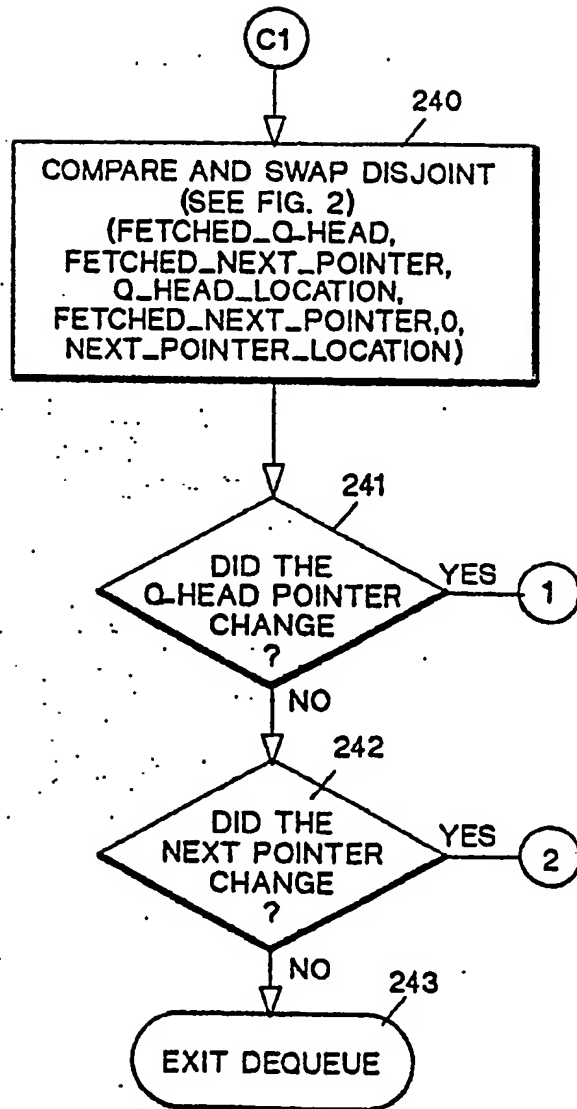 C1
240
COMPARE AND SWAP DISJOINT
(SEE FIG. 2)
(FETCHED_Q_HEAD,
FETCHED_NEXT_POINTER,
Q_HEAD_LOCATION,
FETCHED_NEXT_POINTER,0,
NEXT_POINTER_LOCATION)
241
DID THE
Q_HEAD POINTER
CHANGE
?
YES
1
NO
242
DID THE
NEXT POINTER
CHANGE
?
YES
2
NO
243
EXIT DEQUEUE